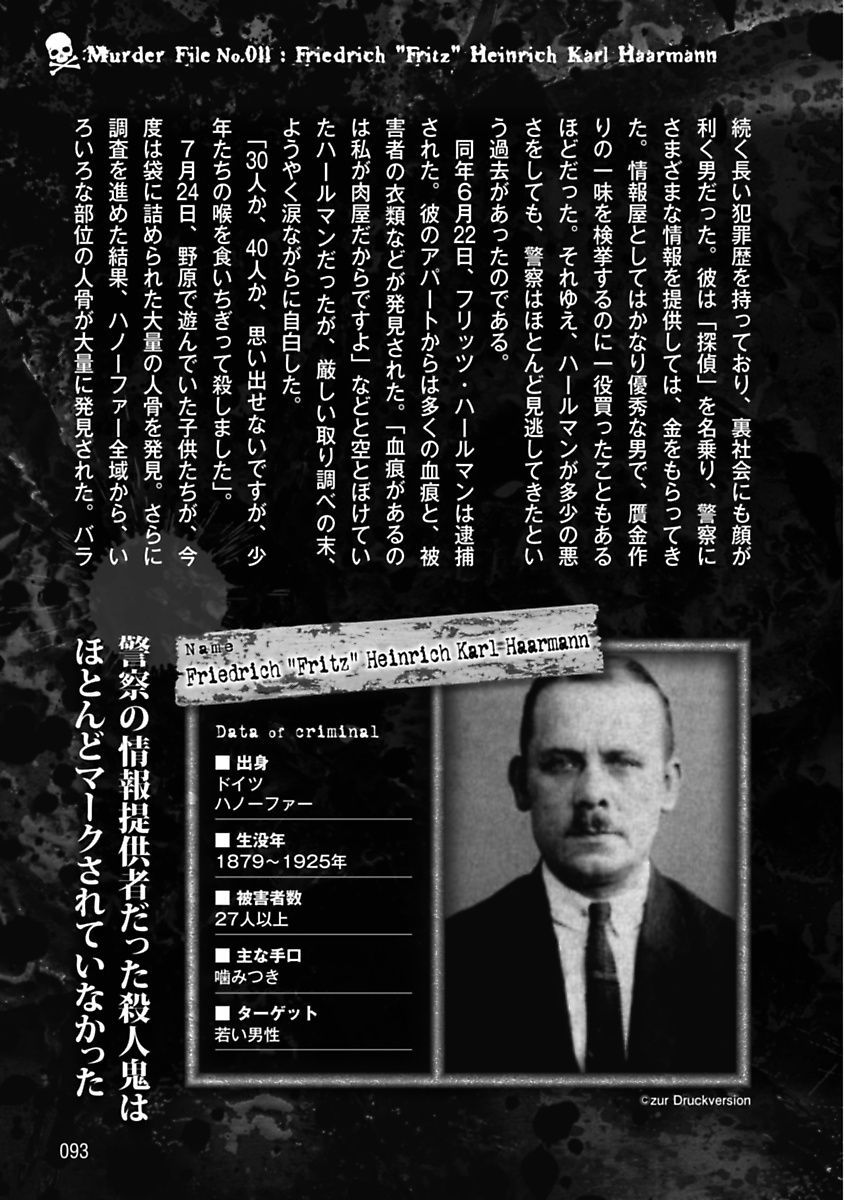 Murder File No.011 : Friedrich "Fritz" Heinrich Karl Haarmann
続く長い犯罪歴を持っており、裏社会にも顔が
利く男だった。彼は「探偵」を名乗り、警察に
さまざまな情報を提供しては、金をもらってき
た。情報屋としてはかなり優秀な男で、贋金作
りの一味を検挙するのに一役買ったこともある
ほどだった。それゆえ、ハールマンが多少の悪
さをしても、警察はほとんど見逃してきたとい
う過去があったのである。
同年６月22日、フリッツ・ハールマンは逮捕
された。彼のアパートからは多くの血痕と、被
害者の衣類などが発見された。「血痕があるの
は私が肉屋だからですよ」などと空とぼけてい
たハールマンだったが、厳しい取り調べの末、
ようやく涙ながらに自白した。
「30人か、40人か、思い出せないですが、少
年たちの喉を食いちぎって殺しました」。
７月24日、野原で遊んでいた子供たちが、今
度は袋に詰められた大量の人骨を発見。さらに
調査を進めた結果、ハノーファー全域から、い
ろいろな部位の人骨が大量に発見された。バラ
警察の情報提供者だった殺人鬼は
ほとんどマークされていなかった
Name
Friedrich "Fritz" Heinrich Karl Haarmann
Data of criminal
■ 出身
ドイツ
ハノーファー
■ 生没年
1879～1925年
■ 被害者数
27人以上
■ 主な手口
噛みつき
■ ターゲット
若い男性
©zur Druckversion
093